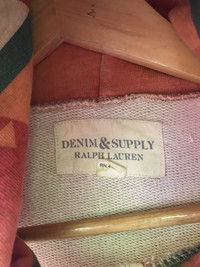 DENIM & SUPPLY
RALPH LAUREN